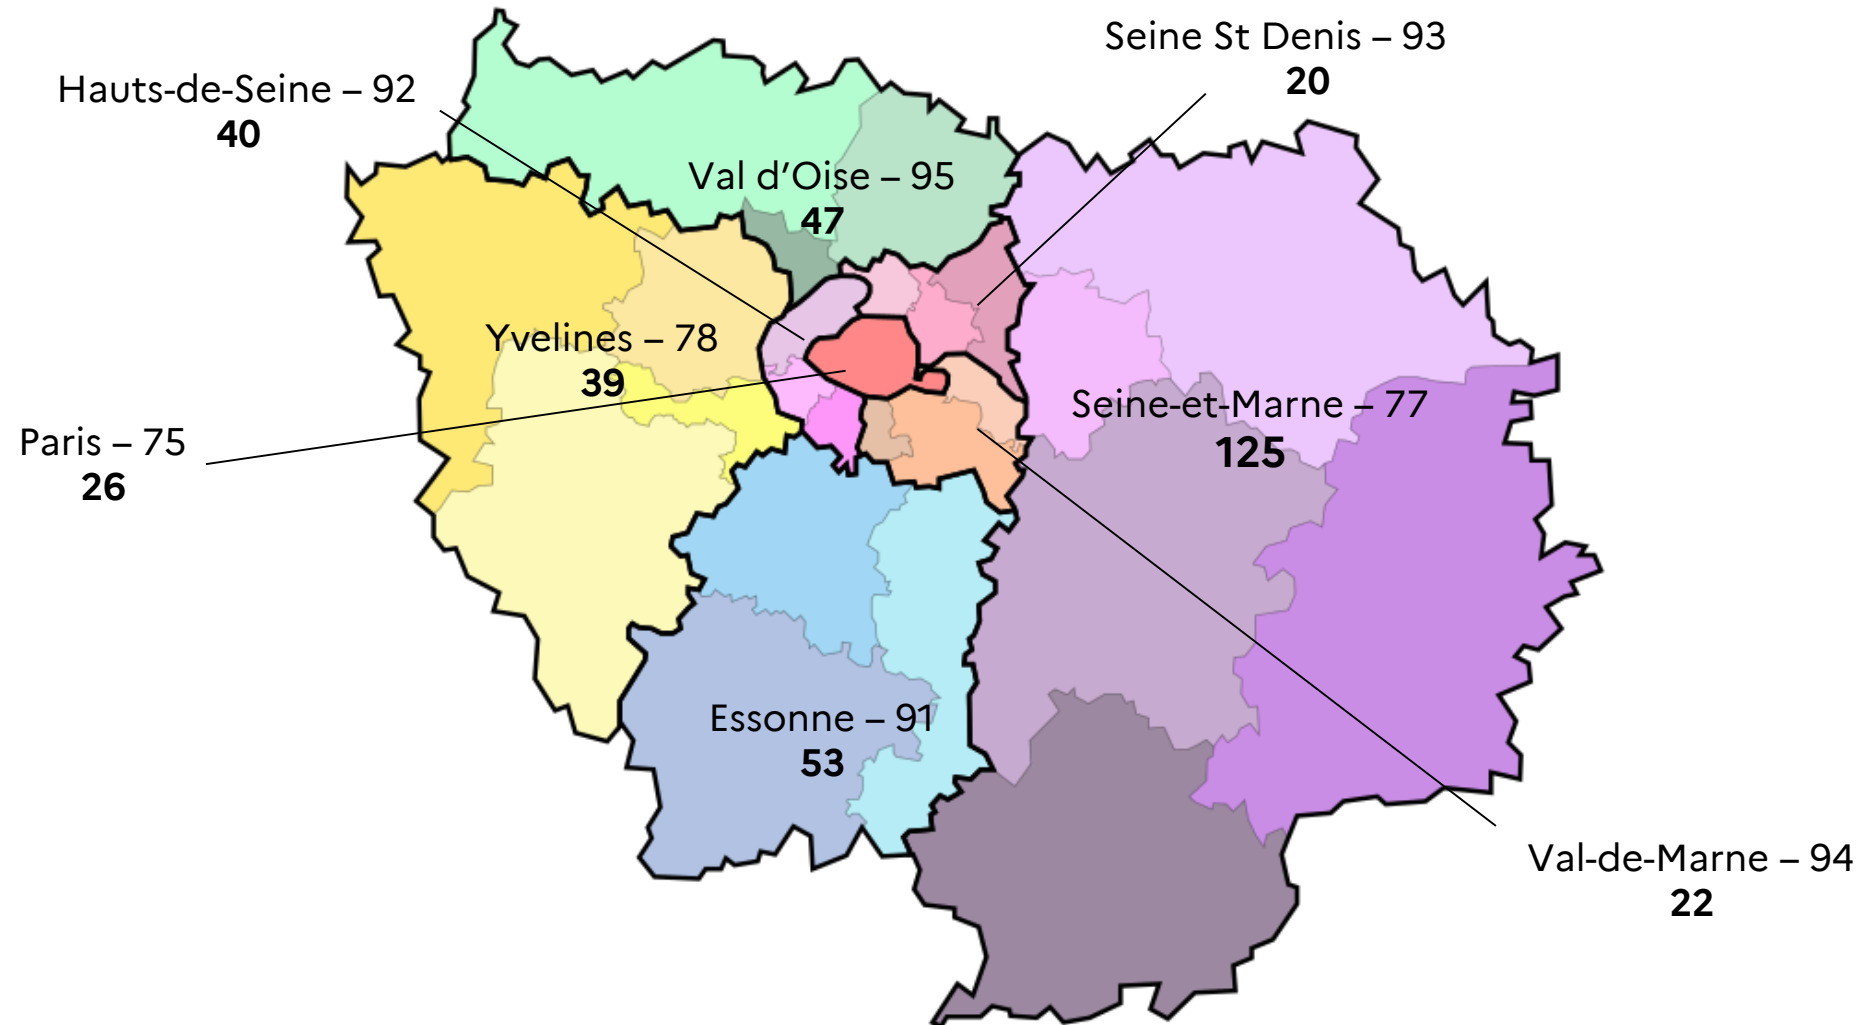 Seine St Denis – 93
20
Hauts-de-Seine – 92
40
Val d’Oise – 95
47
Yvelines – 78
39
Seine-et-Marne – 77
125
Paris – 75
26
Essonne – 91
53
Val-de-Marne – 94
22